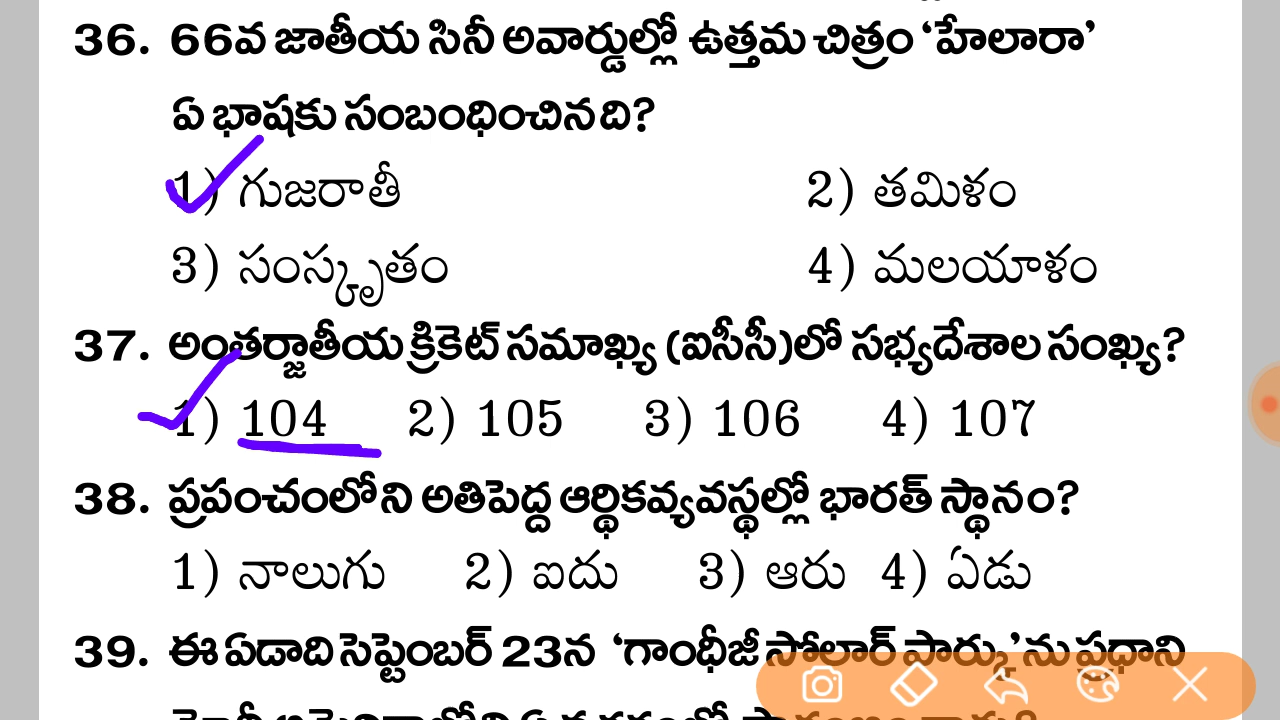 36. 66వ జాతీయ సినీ అవార్డుల్లో ఉత్తమ చిత్రం ‘హేలారా’
ఏ భాషకు సంబంధించినది?
1) గుజరాతీ 2) తమిళం
3) సంస్కృతం 4) మలయాళం
37. అంతర్జాతీయ క్రికెట్ సమాఖ్య (ఐసీసీ)లో సభ్యదేశాల సంఖ్య?
1) 104 2) 105 3) 106 4) 107
38. ప్రపంచంలోని అతిపెద్ద ఆర్థికవ్యవస్థల్లో భారత్ స్థానం?
1) నాలుగు 2) ఐదు 3) ఆరు 4) ఏడు
39. ఈ ఏడాది సెప్టెంబర్ 23న ‘గాంధీజీ సోలార్ పార్కు’ను ప్రధాని